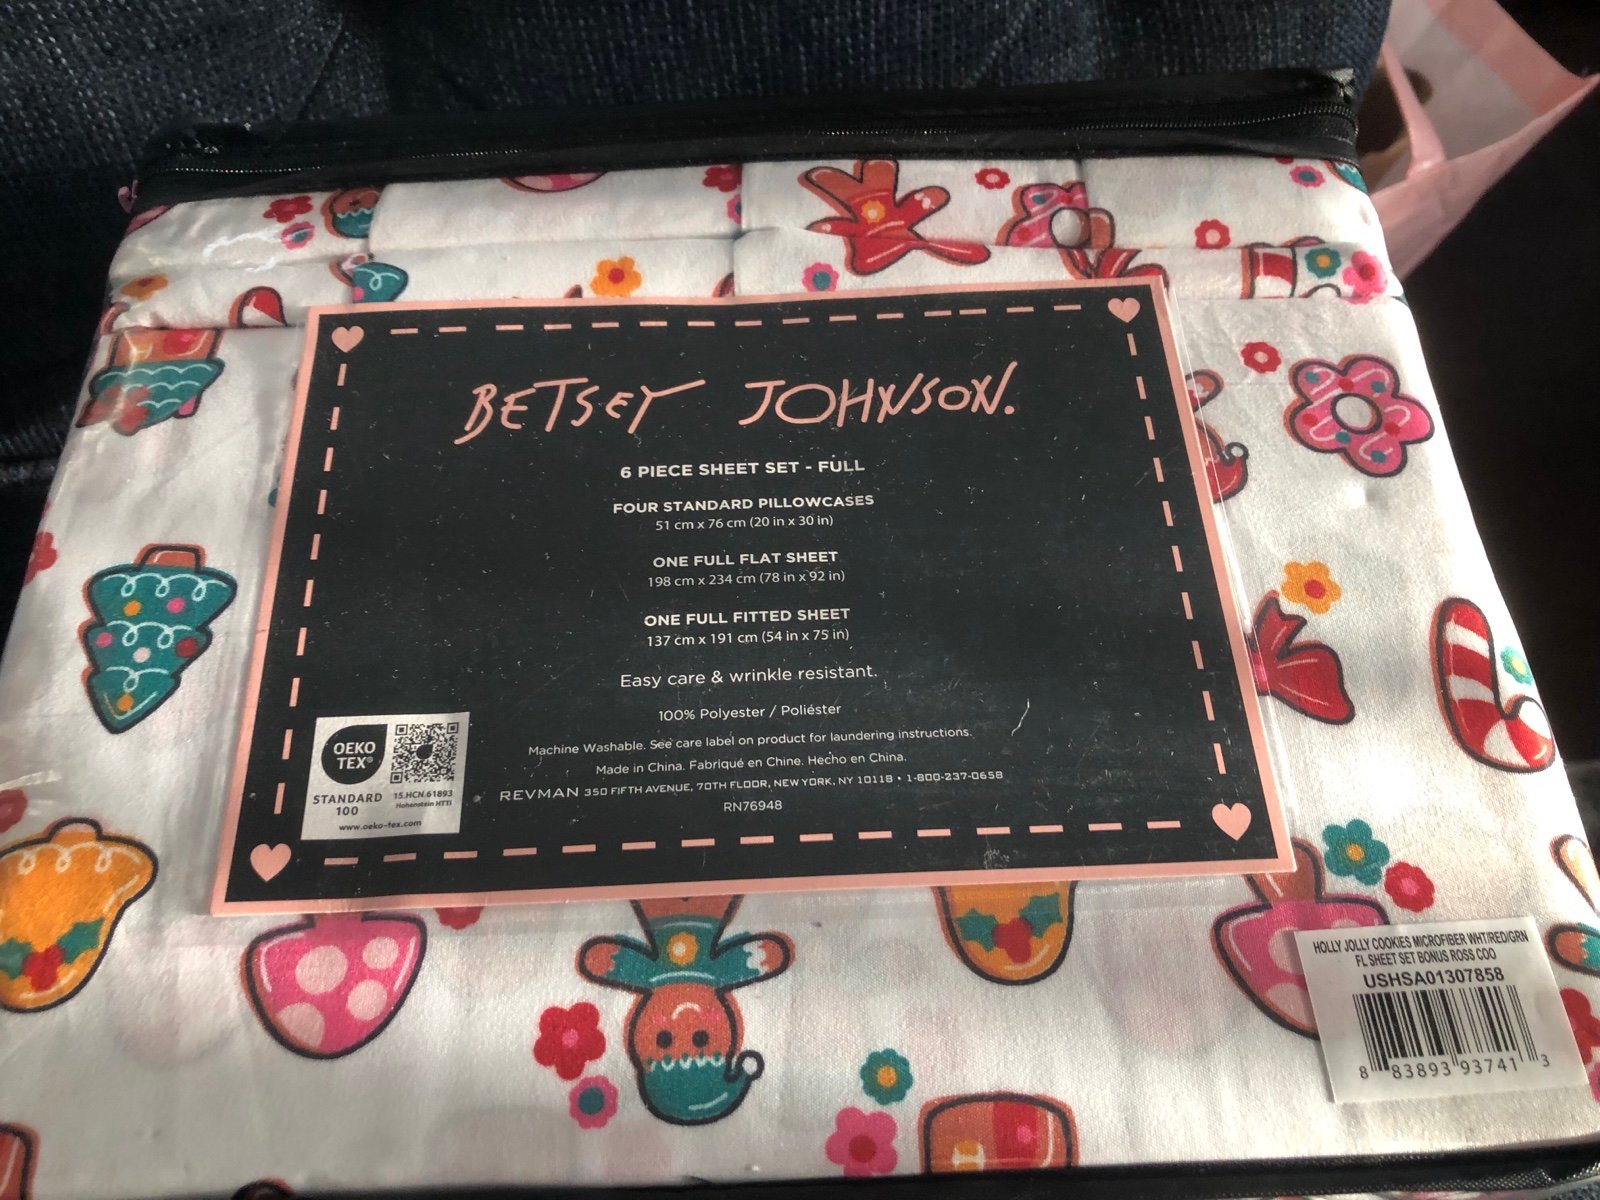 BETSEY JOHNSON.
6 PIECE SHEET SET - FULL
FOUR STANDARD PILLOWCASES
51 cm x 76 cm (20 in x 30 in)
ONE FULL FLAT SHEET
198 cm x 234 cm (78 in x 92 in)
ONE FULL FITTED SHEET
137 cm x 191 cm (54 in x 75 in)
Easy care & wrinkle resistant.
100% Polyester / Poliéster
Machine Washable. See care label on product for laundering instructions.
Made in China. Fabriqué en Chine. Hecho en China.
REVMAN 350 FIFTH AVENUE, 70TH FLOOR, NEW YORK, NY 10118 • 1-800-237-0658
RN76948
OEKO
TEX®
STANDARD
100
15.HCN.61893
Hohenstein HTTI
www.oeko-tex.com
HOLLY JOLLY COOKIES MICROFIBER WHT/RED/GRN
FL SHEET SET BONUS ROSS COO
USHSA01307858
8 83893 93741 3